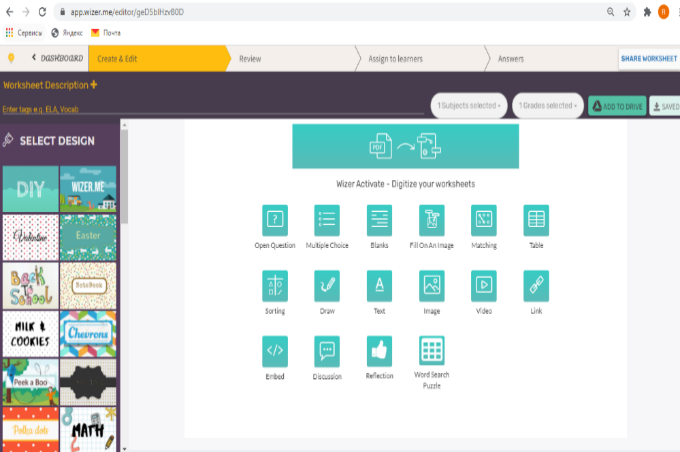 app.wizer.me/editor/geD5bIHzvB0D
Я
Сервисы Яндекс Почта
DASHBOARD Create & Edit Review Assign to learners Answers SHARE WORKSHEET
Worksheet Description +
Enter tags e.g. ELA, Vocab
1 Subjects selected 1 Grades selected ADD TO DRIVE SAVED
SELECT DESIGN
DIY WIZER.ME
Valentine Easter
Back to School NoteBook
MILK & COOKIES Chevrons
Peek a Boo
Polka dots MATH
PDF
Wizer Activate - Digitize your worksheets
Open Question Multiple Choice Blanks Fill On An Image Matching Table
Sorting Draw Text Image Video Link
Embed Discussion Reflection Word Search
Puzzle